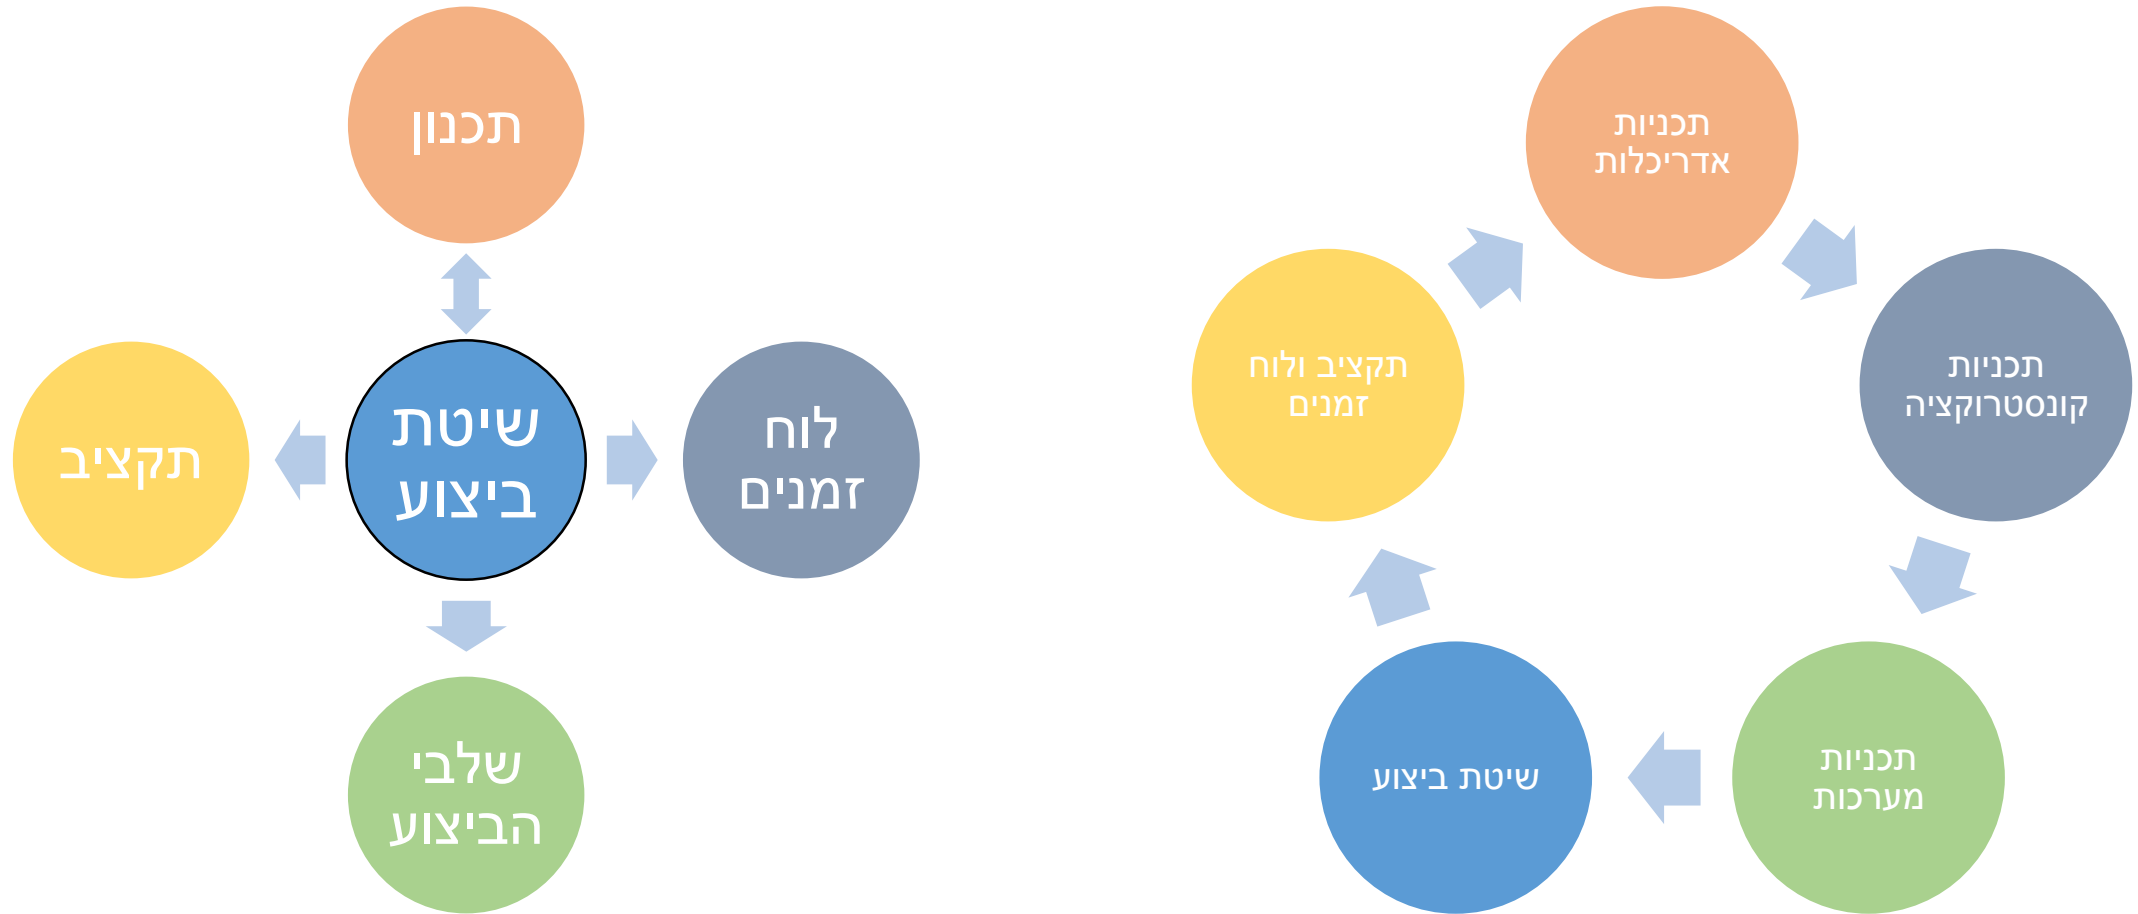 תכנון
שיטת
ביצוע
לוח
זמנים
תקציב
שלבי
הביצוע
תכניות
אדריכלות
תכניות
קונסטרוקציה
תכניות
מערכות
שיטת ביצוע
תקציב ולוח
זמנים